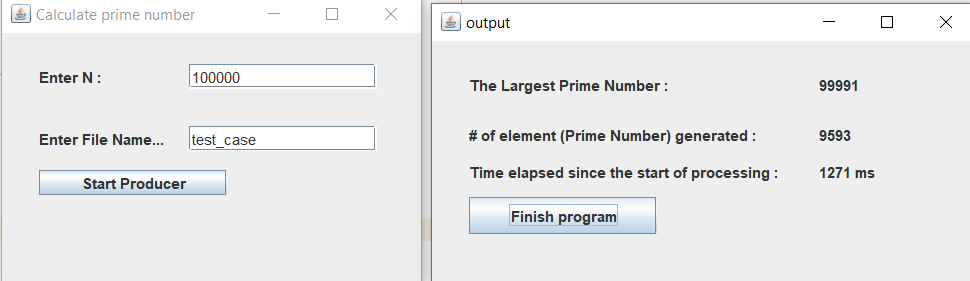 Calculate prime number
Enter N :
100000
Enter File Name...
test_case
Start Producer
output
The Largest Prime Number :
99991
# of element (Prime Number) generated :
9593
Time elapsed since the start of processing :
1271 ms
Finish program